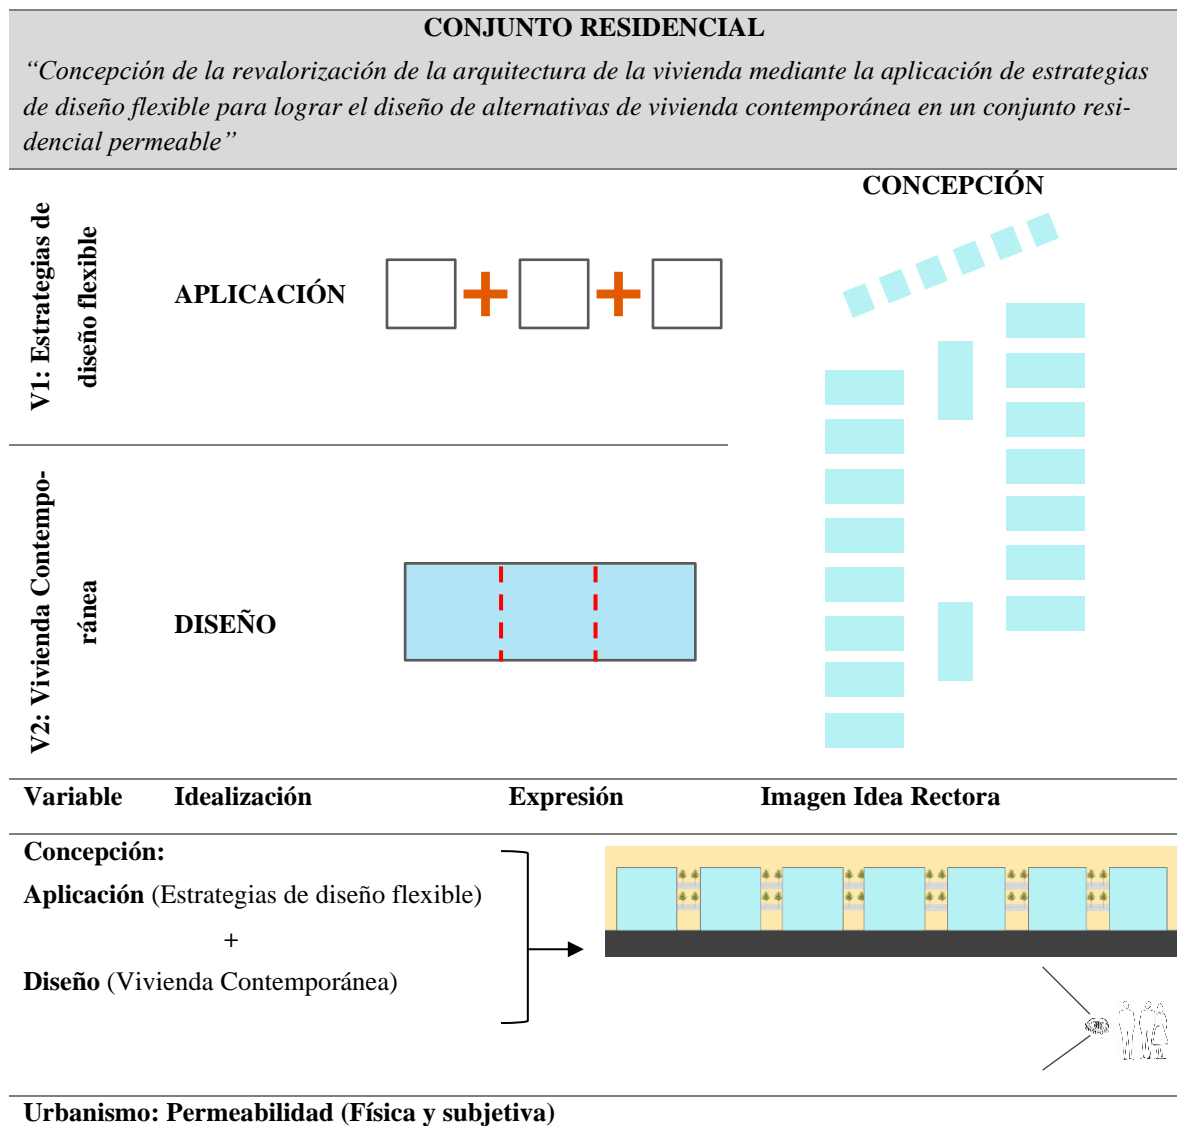 CONJUNTO RESIDENCIAL
“Concepción de la revalorización de la arquitectura de la vivienda mediante la aplicación de estrategias
de diseño flexible para lograr el diseño de alternativas de vivienda contemporánea en un conjunto resi-
dencial permeable”
CONCEPCIÓN
V1: Estrategias de
diseño flexible
APLICACIÓN
V2: Vivienda Contempo-
ránea
DISEÑO
Variable Idealización Expresión Imagen Idea Rectora
Concepción:
Aplicación (Estrategias de diseño flexible)
+
Diseño (Vivienda Contemporánea)
Urbanismo: Permeabilidad (Física y subjetiva)